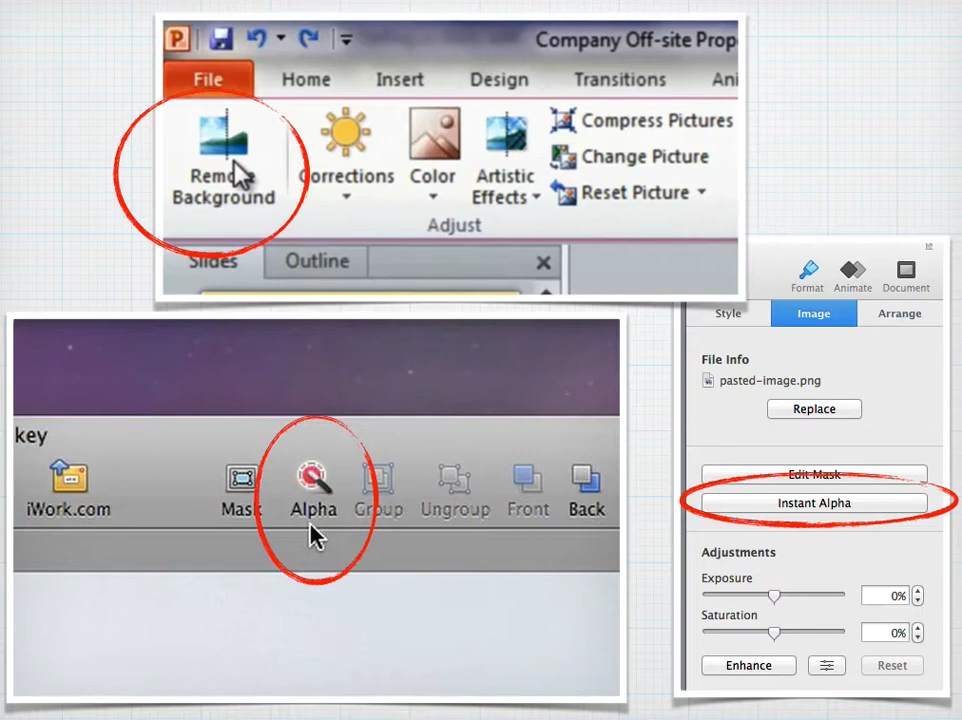 Company Off-site Prop
File Home Insert Design Transitions Ani
Remove Background
Corrections
Color
Artistic Effects
Compress Pictures
Change Picture
Reset Picture
Adjust
Slides Outline
key
iWork.com Mask Alpha Group Ungroup Front Back
Format Animate Document
Style Image Arrange
File Info
pasted-image.png
Replace
Edit Mask
Instant Alpha
Adjustments
Exposure
0%
Saturation
0%
Enhance Reset